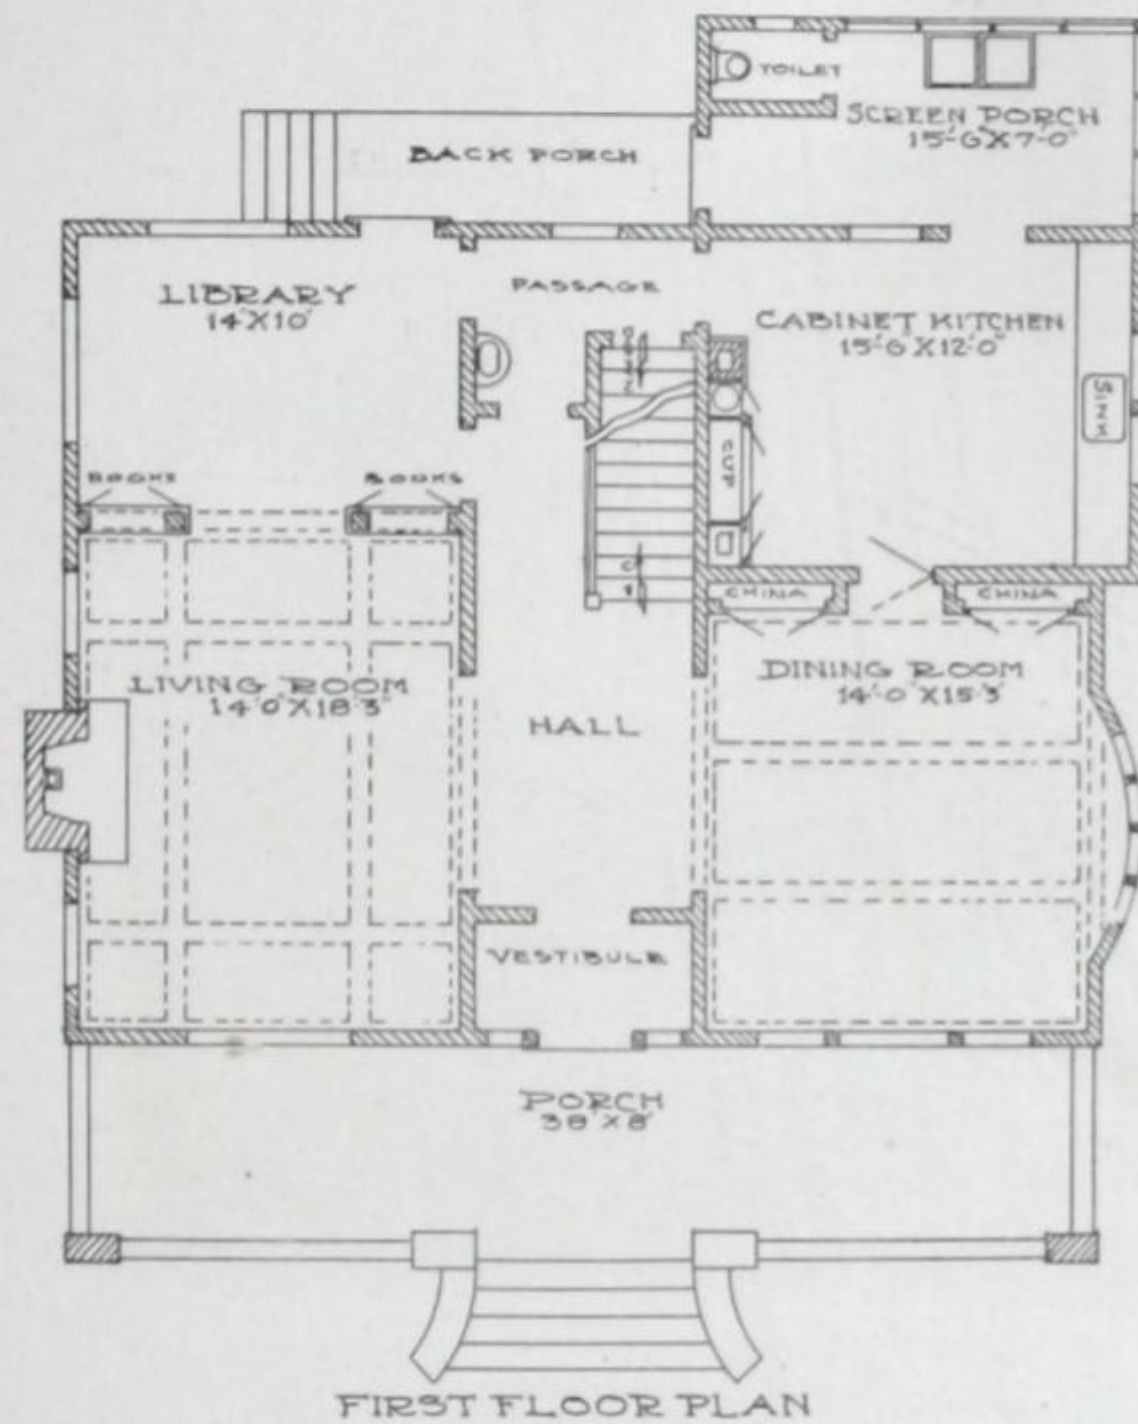 TOILET
SCREEN PORCH
15'-6"X7'-0"
BACK PORCH
LIBRARY
14'X10'
PASSAGE
CABINET KITCHEN
15'-6"X12'-0"
SINK
CUP
BOOKS
BOOKS
CHINA
CHINA
LIVING ROOM
14'0"X18'3"
HALL
DINING ROOM
14'-0"X15'-3"
VESTIBULE
PORCH
38'X8'
FIRST FLOOR PLAN